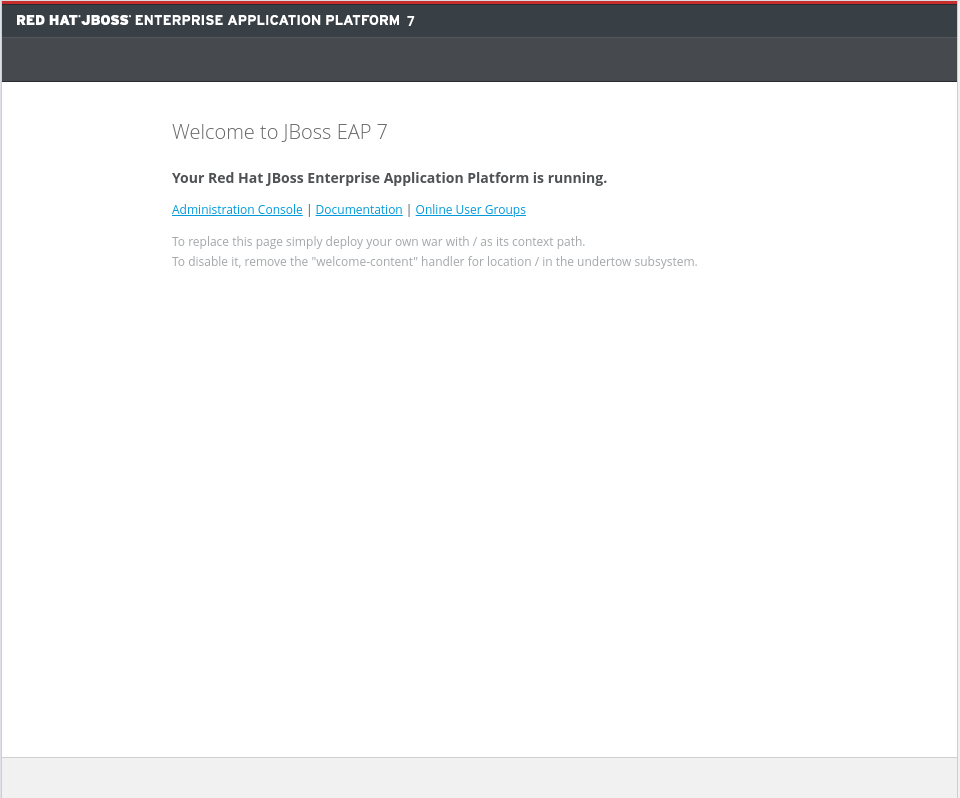 RED HAT JBOSS ENTERPRISE APPLICATION PLATFORM 7
Welcome to JBoss EAP 7
Your Red Hat JBoss Enterprise Application Platform is running.
Administration Console | Documentation | Online User Groups
To replace this page simply deploy your own war with / as its context path.
To disable it, remove the "welcome-content" handler for location / in the undertow subsystem.